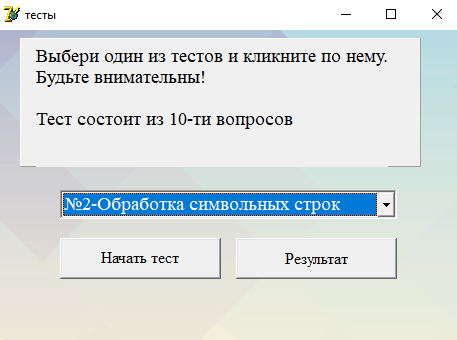 тесты
Выбери один из тестов и кликните по нему.
Будьте внимательны!
Тест состоит из 10-ти вопросов
№2-Обработка символьных строк
Начать тест
Результат